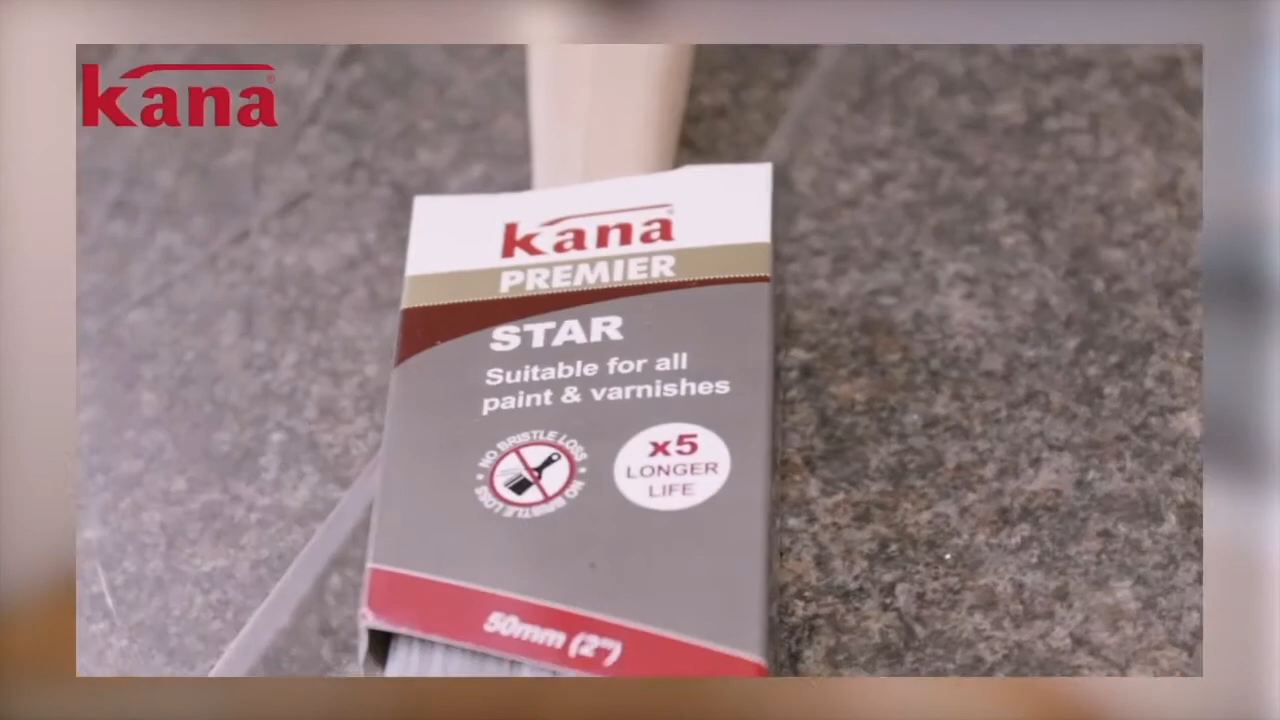 kana
kana
PREMIER
STAR
Suitable for all
paint & varnishes
NO BRISTLE LOSS • NO BRISTLE LOSS •
x5
LONGER
LIFE
50mm (2")